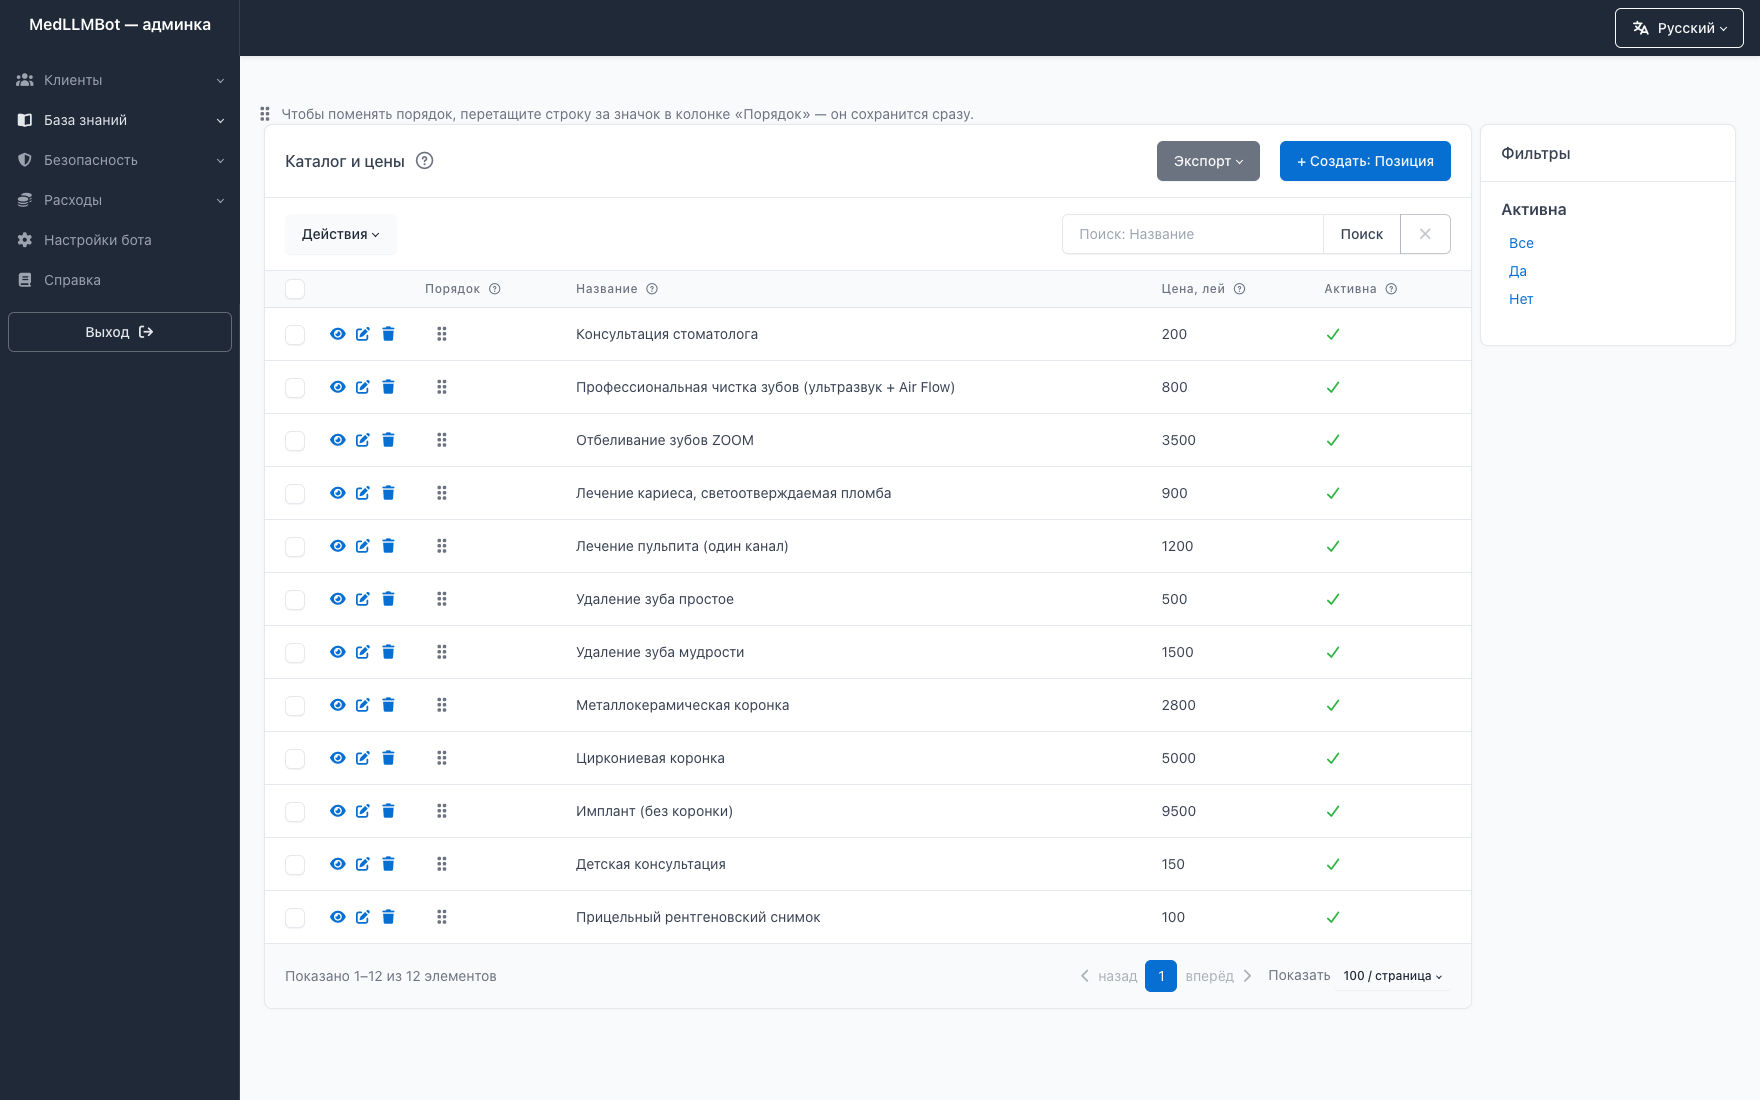 MedLLMBot — админка
Русский
Клиенты
База знаний
Безопасность
Расходы
Настройки бота
Справка
Выход
Чтобы поменять порядок, перетащите строку за значок в колонке «Порядок» — он сохранится сразу.
Каталог и цены
Экспорт
+ Создать: Позиция
Действия
Поиск: Название
Поиск
Порядок Название Цена, лей Активна
Консультация стоматолога 200
Профессиональная чистка зубов (ультразвук + Air Flow) 800
Отбеливание зубов ZOOM 3500
Лечение кариеса, светоотверждаемая пломба 900
Лечение пульпита (один канал) 1200
Удаление зуба простое 500
Удаление зуба мудрости 1500
Металлокерамическая коронка 2800
Циркониевая коронка 5000
Имплант (без коронки) 9500
Детская консультация 150
Прицельный рентгеновский снимок 100
Показано 1–12 из 12 элементов
назад 1 вперёд
Показать 100 / страница
Фильтры
Активна
Все
Да
Нет